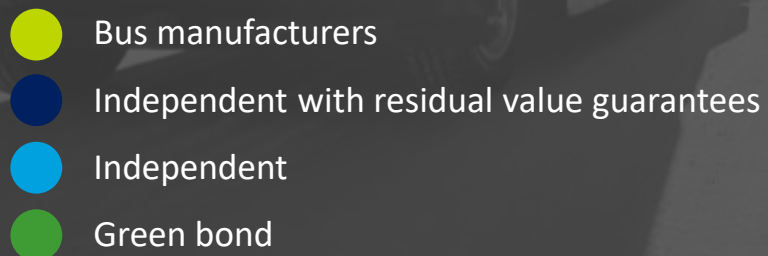 Bus manufacturers
Independent with residual value guarantees
Independent
Green bond